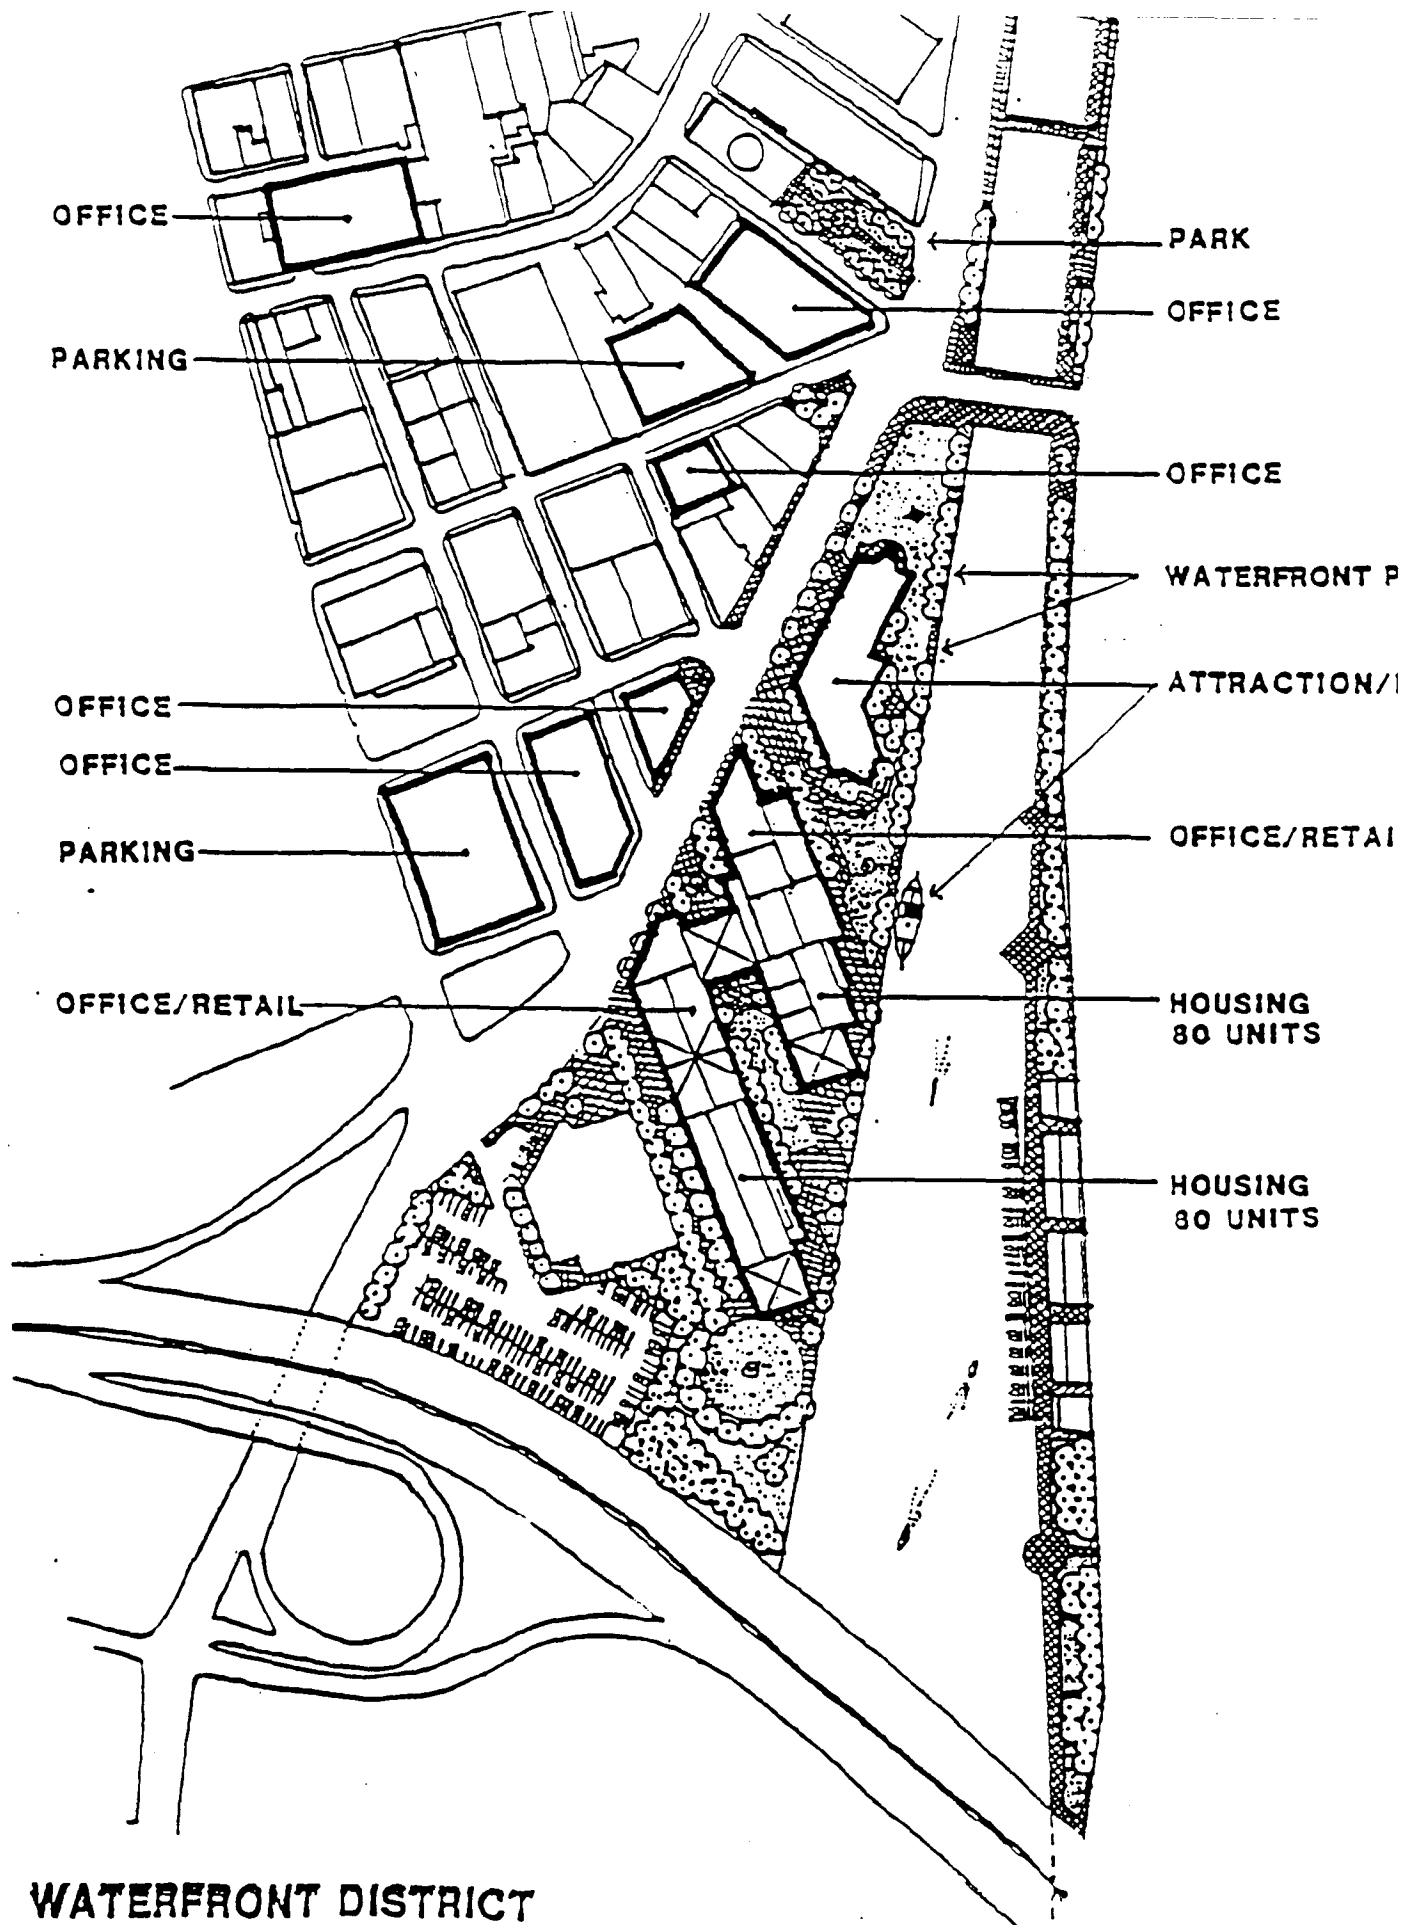 OFFICE
PARK
OFFICE
PARKING
OFFICE
WATERFRONT P
ATTRACTION/
OFFICE
OFFICE
OFFICE/RETAI
PARKING
OFFICE/RETAIL
HOUSING
80 UNITS
HOUSING
80 UNITS
WATERFRONT DISTRICT